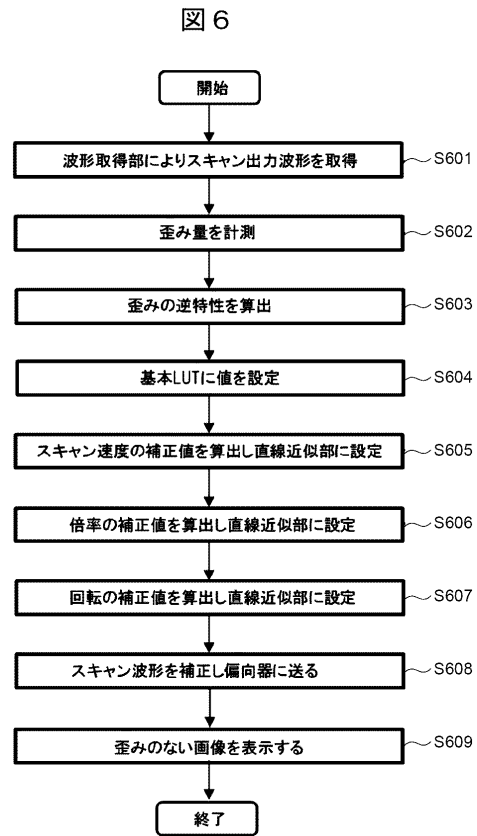 図６
開始
波形取得部によりスキャン出力波形を取得 S601
歪み量を計測 S602
歪みの逆特性を算出 S603
基本LUTに値を設定 S604
スキャン速度の補正値を算出し直線近似部に設定 S605
倍率の補正値を算出し直線近似部に設定 S606
回転の補正値を算出し直線近似部に設定 S607
スキャン波形を補正し偏向器に送る S608
歪みのない画像を表示する S609
終了